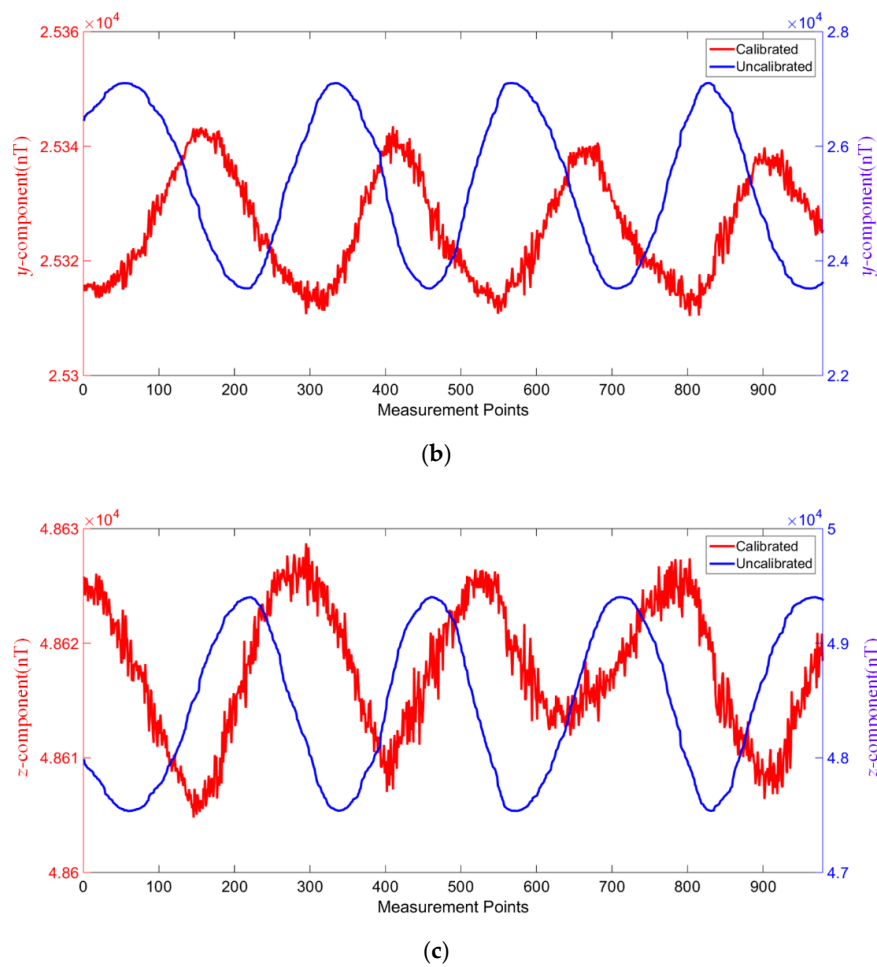 ×10⁴
×10⁴
2.536
2.8
Calibrated
Uncalibrated
2.534
2.6
y-component(nT)
y-component(nT)
2.532
2.4
2.53
2.2
0 100 200 300 400 500 600 700 800 900
Measurement Points
(b)
×10⁴
×10⁴
4.863
5
Calibrated
Uncalibrated
4.862
4.9
z-component(nT)
z-component(nT)
4.861
4.8
4.86
4.7
0 100 200 300 400 500 600 700 800 900
Measurement Points
(c)